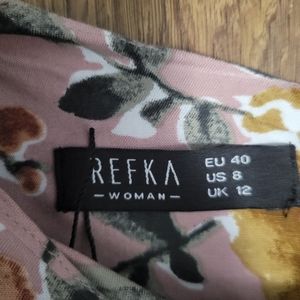 REFKA
— WOMAN —
EU 40
US 8
UK 12